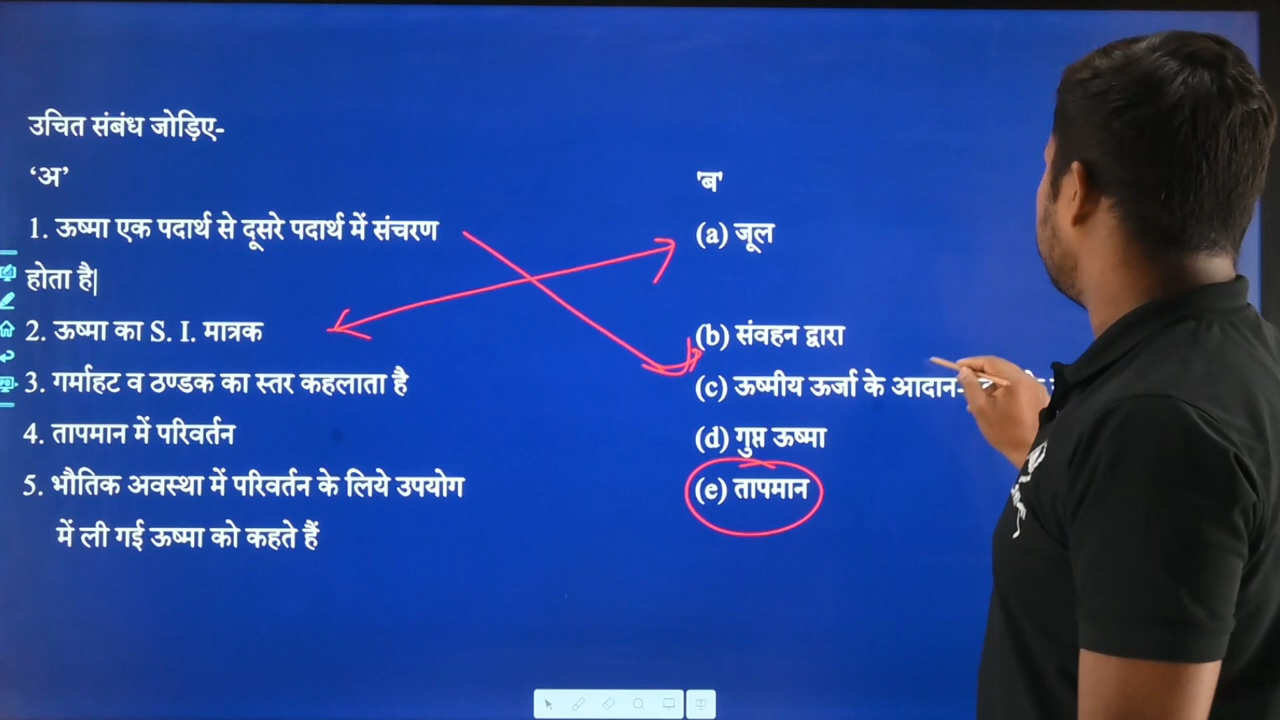 उचित संबंध जोड़िए-
‘अ’
'ब'
1. ऊष्मा एक पदार्थ से दूसरे पदार्थ में संचरण
होता है|
(a) जूल
2. ऊष्मा का S. I. मात्रक
(b) संवहन द्वारा
3. गर्माहट व ठण्डक का स्तर कहलाता है
(c) ऊष्मीय ऊर्जा के आदान-
4. तापमान में परिवर्तन
(d) गुप्त ऊष्मा
5. भौतिक अवस्था में परिवर्तन के लिये उपयोग
(e) तापमान
में ली गई ऊष्मा को कहते हैं